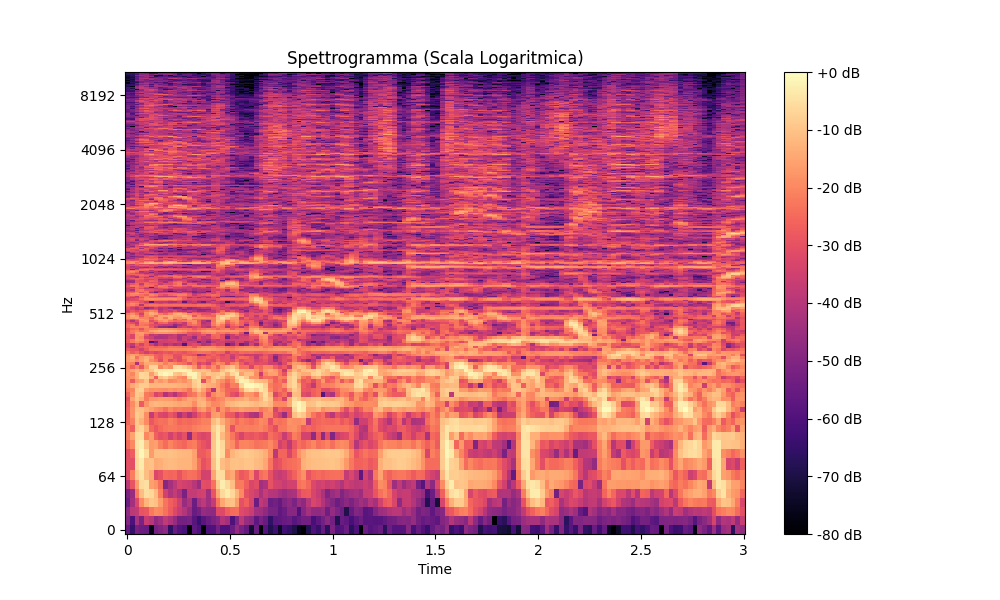 Spettrogramma (Scala Logaritmica)
8192
4096
2048
1024
512
256
128
64
0
Hz
0
0.5
1
1.5
2
2.5
3
Time
+0 dB
-10 dB
-20 dB
-30 dB
-40 dB
-50 dB
-60 dB
-70 dB
-80 dB